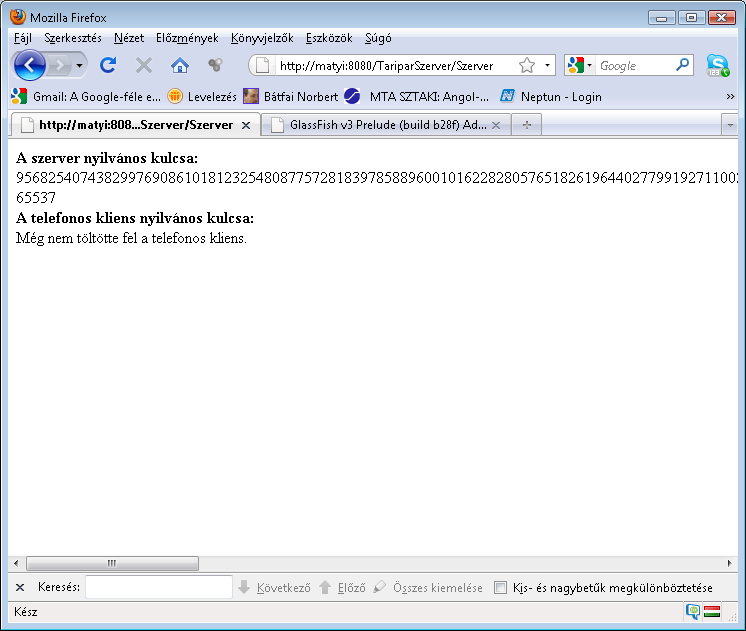 Mozilla Firefox
Fájl Szerkesztés Nézet Előzmények Könyvjelzők Eszközök Súgó
http://matyi:8080/TariparSzerver/Szerver Google
Gmail: A Google-féle e... Levelezés Bátfai Norbert MTA SZTAKI: Angol-... Neptun - Login »
http://matyi:808...Szerver/Szerver GlassFish v3 Prelude (build b28f) Ad...
A szerver nyilvános kulcsa:
65537
A telefonos kliens nyilvános kulcsa:
Még nem töltötte fel a telefonos kliens.
Keresés: Következő Előző Összes kiemelése Kis- és nagybetűk megkülönböztetése
Kész